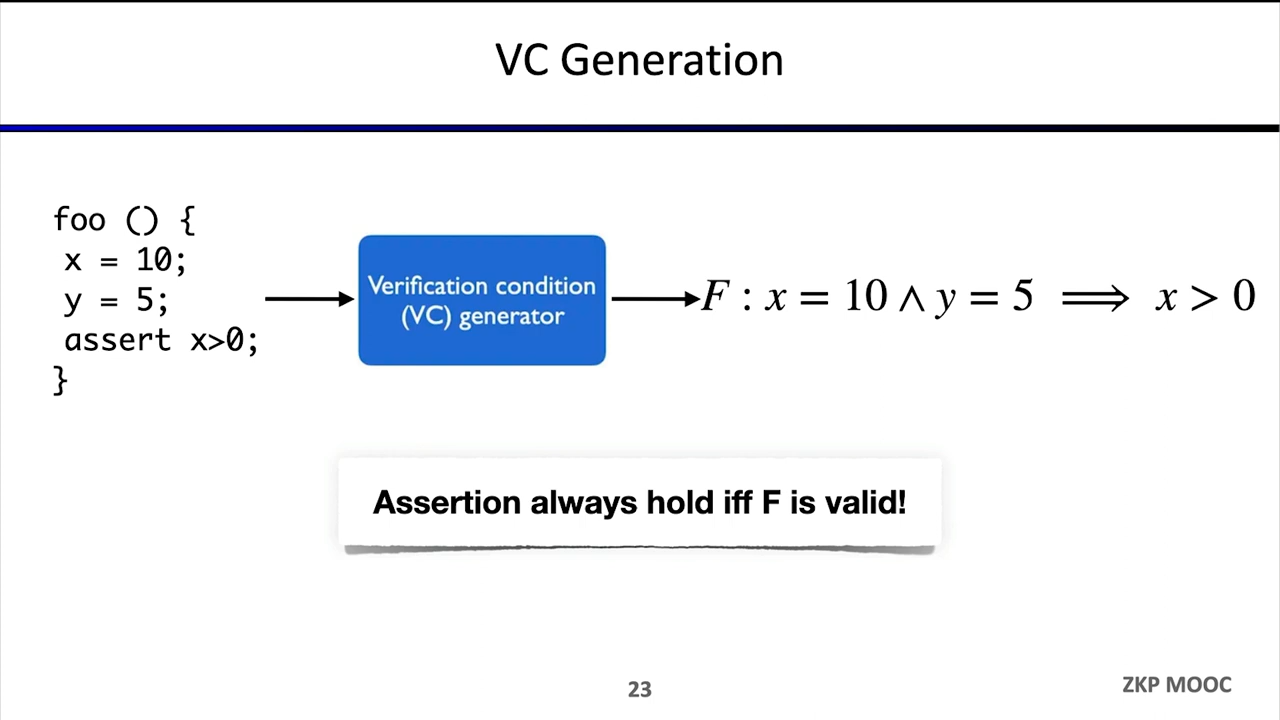 VC Generation
foo () {
x = 10;
y = 5;
assert x>0;
}
Verification condition
(VC) generator
F : x = 10 ∧ y = 5 ⟹ x > 0
Assertion always hold iff F is valid!
23
ZKP MOOC